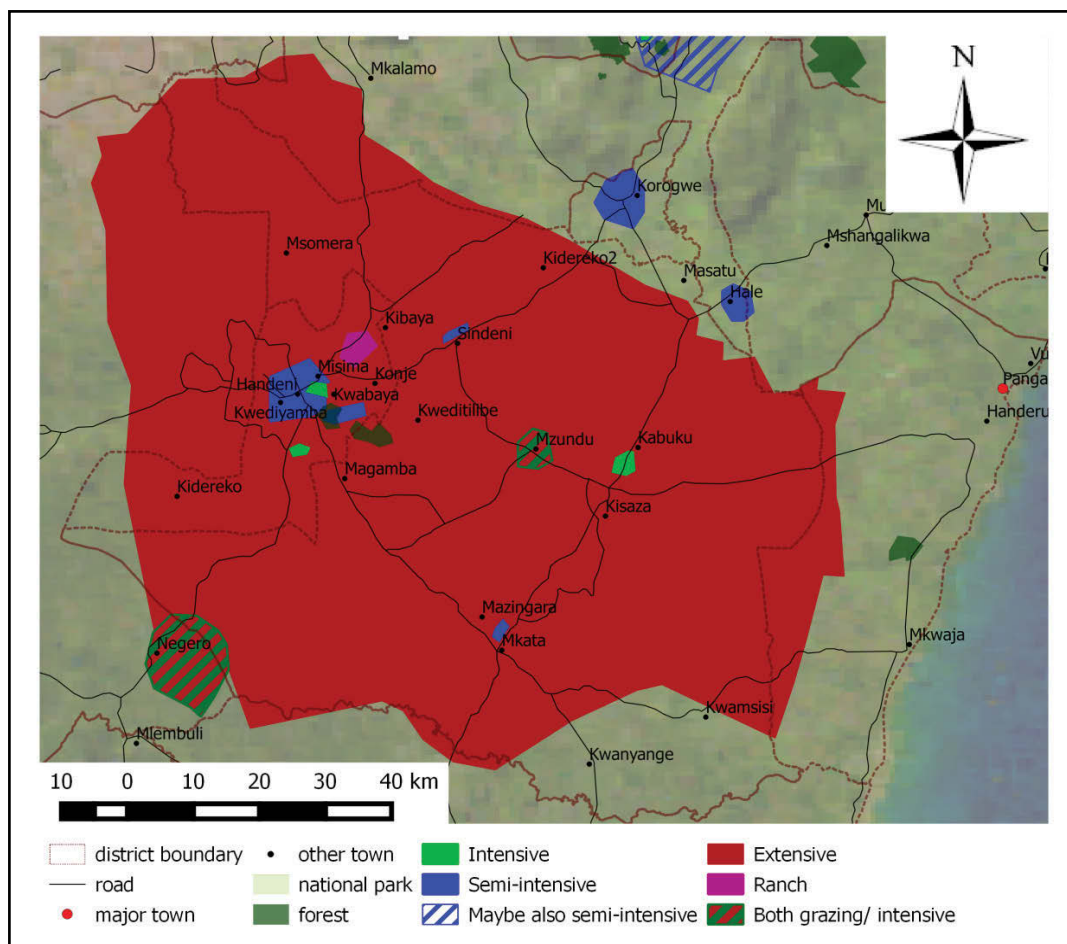 N
Mkalamo
Korogwe
Mu
Mshangalikwa
Msomera
Kidereko2
Masatu
Hale
Kibaya
Sindeni
Vu
Misima
Konje
Panga
Handeni
Kwabaya
Kwediyamba
Kweditilibe
Handeru
Mzundu
Kabuku
Magamba
Kidereko
Kisaza
Mazingara
Negero
Mkata
Mkwaja
Kwamsisi
Mlembuli
Kwanyange
10 0 10 20 30 40 km
district boundary
other town
Intensive
Extensive
road
national park
Semi-intensive
Ranch
major town
forest
Maybe also semi-intensive
Both grazing/ intensive